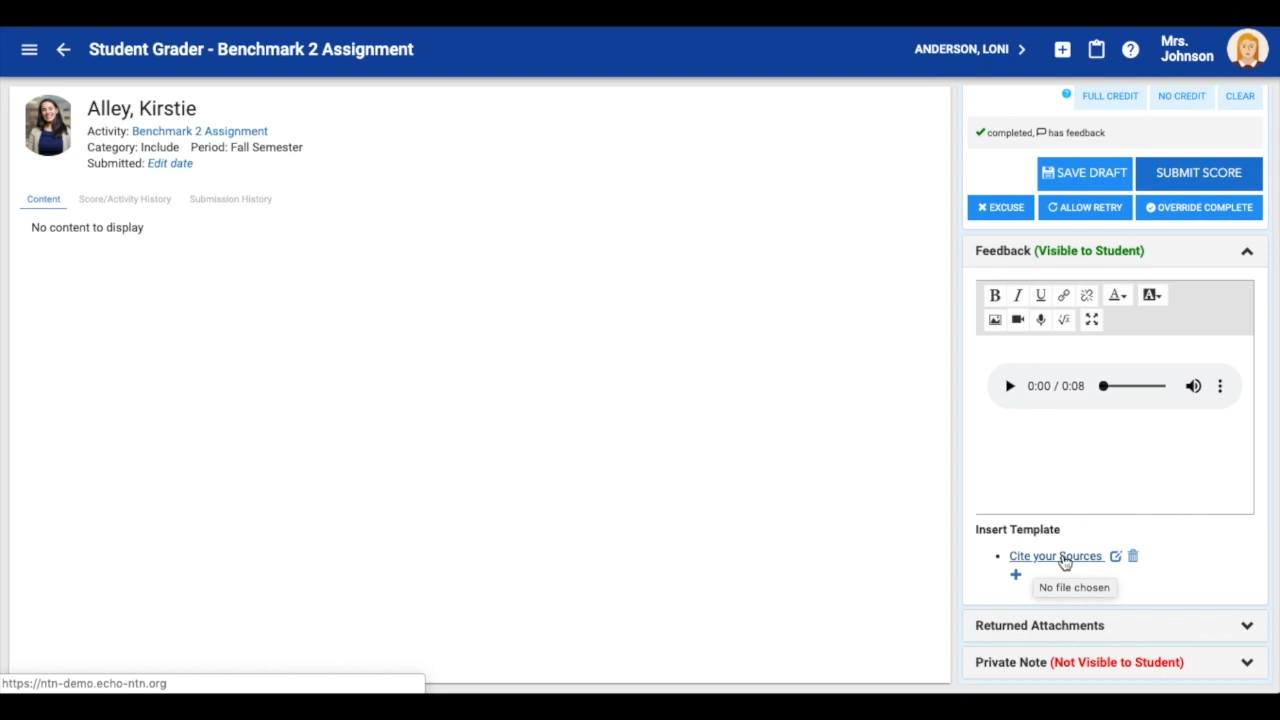 Student Grader - Benchmark 2 Assignment
ANDERSON, LONI
Mrs. Johnson
Alley, Kirstie
Activity: Benchmark 2 Assignment
Category: Include Period: Fall Semester
Submitted: Edit date
Content Score/Activity History Submission History
No content to display
FULL CREDIT NO CREDIT CLEAR
completed, has feedback
SAVE DRAFT SUBMIT SCORE
EXCUSE ALLOW RETRY OVERRIDE COMPLETE
Feedback (Visible to Student)
B I U A A
√x
0:00 / 0:08
Insert Template
Cite your Sources
No file chosen
Returned Attachments
Private Note (Not Visible to Student)
https://ntn-demo.echo-ntn.org